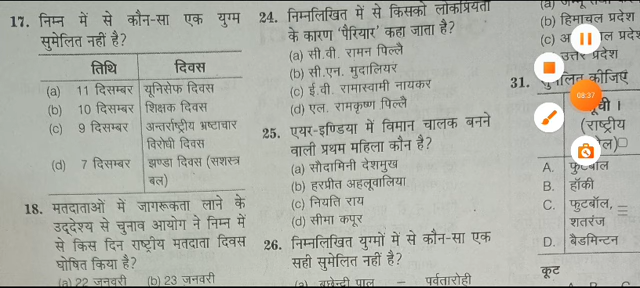 17. निम्न में से कौन-सा एक युग्म
सुमेलित नहीं है?
तिथि दिवस
(a) 11 दिसम्बर यूनिसेफ दिवस
(b) 10 दिसम्बर शिक्षक दिवस
(c) 9 दिसम्बर अन्तर्राष्ट्रीय भ्रष्टाचार
विरोधी दिवस
(d) 7 दिसम्बर झण्डा दिवस (सशस्त्र
बल)
18. मतदाताओं में जागरूकता लाने के
उद्देश्य से चुनाव आयोग ने निम्न में
से किस दिन राष्ट्रीय मतदाता दिवस
घोषित किया है?
(a) 22 जनवरी (b) 23 जनवरी
24. निम्नलिखित में से किसको लोकप्रियता
के कारण 'पैरियार' कहा जाता है?
(a) सी.वी. रामन पिल्लै
(b) सी.एन. मुदालियर
(c) ई.वी. रामास्वामी नायकर
(d) एल. रामकृष्ण पिल्लै
25. एयर-इण्डिया में विमान चालक बनने
वाली प्रथम महिला कौन है?
(a) सौदामिनी देशमुख
(b) हरप्रीत अहलूवालिया
(c) नियति राय
(d) सीमा कपूर
26. निम्नलिखित युग्मों में से कौन-सा एक
सही सुमेलित नहीं है?
(a) बछेन्द्री पाल – पर्वतारोही
(b) हिमाचल प्रदेश
(c)
प्रदेश
31. कीजिए
08:37
(राष्ट्रीय
A. फुटबॉल
B. हॉकी
C. फुटबॉल,
शतरंज
D. बैडमिन्टन
कूट